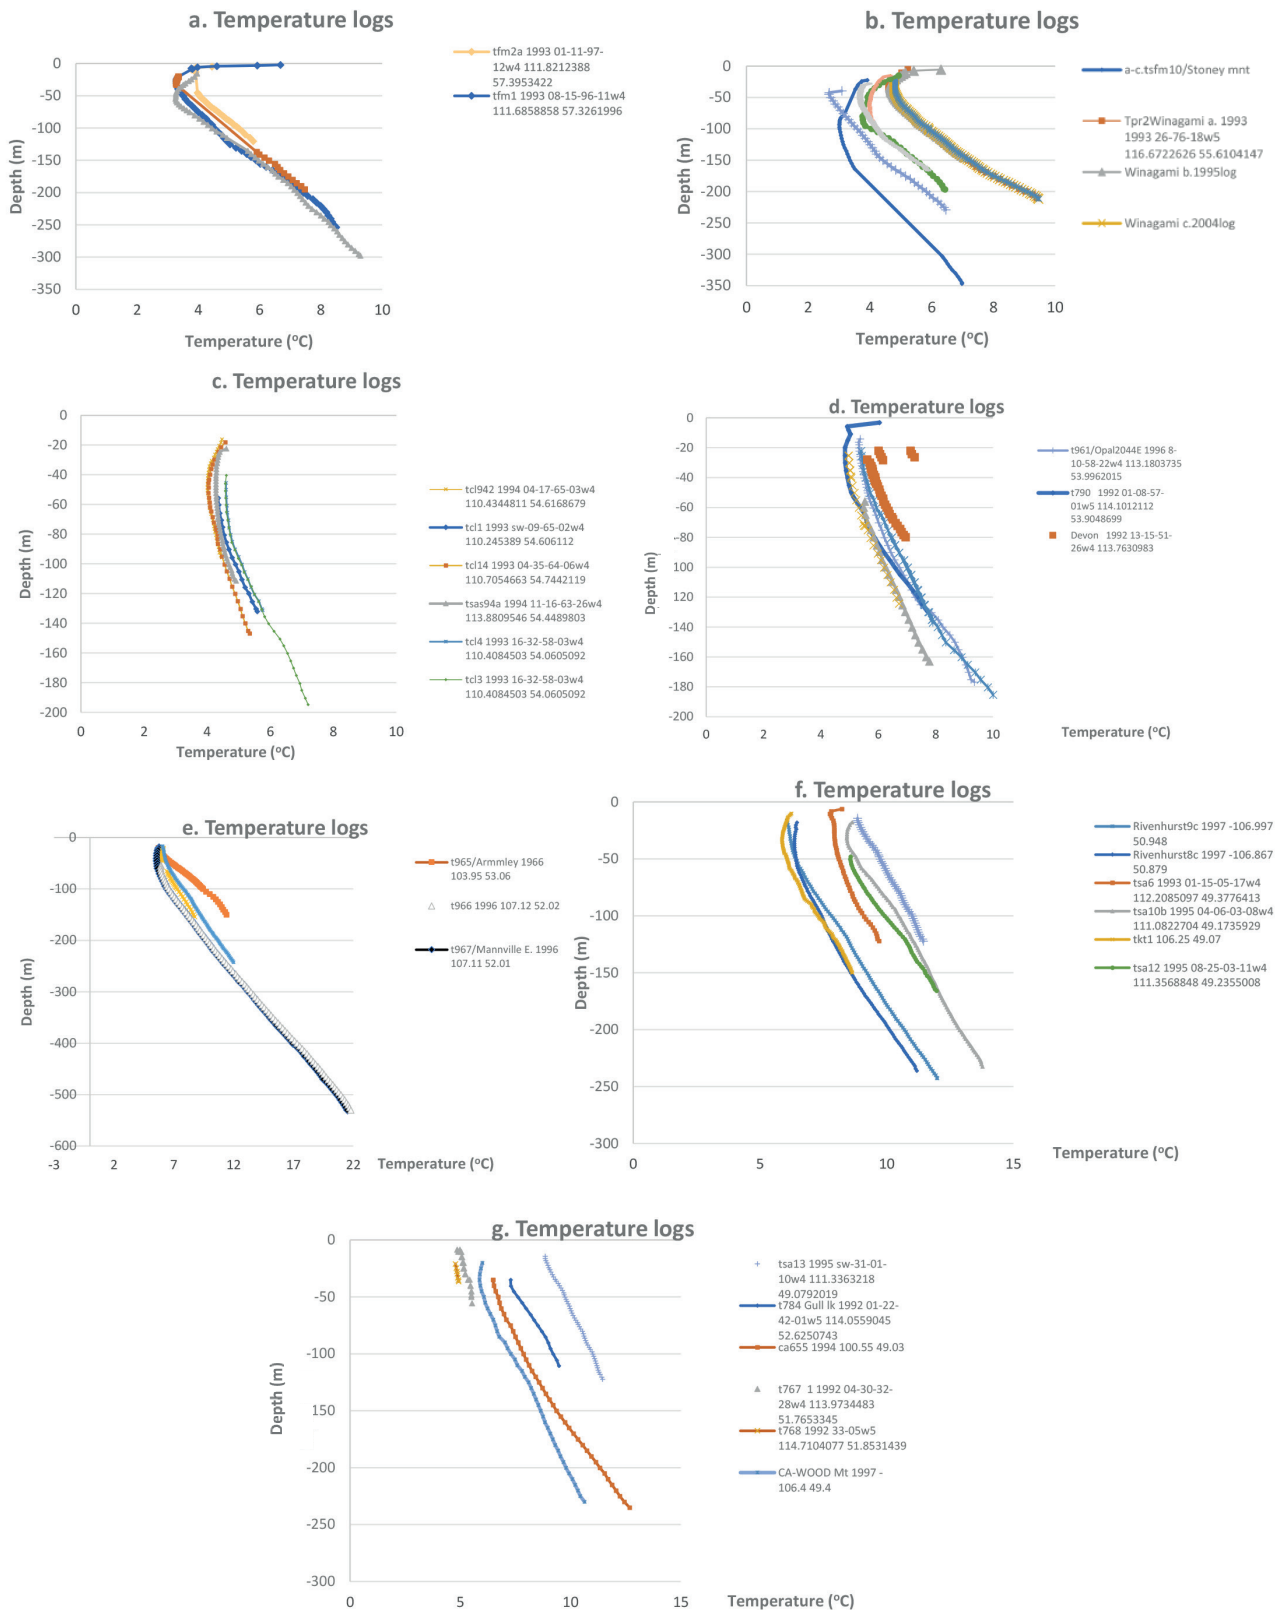 a. Temperature logs
0
-50
-100
-150
-200
-250
-300
-350
Depth (m)
0 2 4 6 8 10
Temperature (°C)
tfm2a 1993 01-11-97-
12w4 111.8212388
57.3953422
tfm1 1993 08-15-96-11w4
111.6858858 57.3261996
b. Temperature logs
0
-50
-100
-150
-200
-250
-300
-350
Depth (m)
0 2 4 6 8 10
Temperature (°C)
a-c.tsfm10/Stoney mnt
Tpr2Winagami a. 1993
1993 26-76-18w5
116.6722626 55.6104147
Winagami b.1995log
Winagami c.2004log
c. Temperature logs
0
-20
-40
-60
-80
-100
-120
-140
-160
-180
-200
Depth (m)
0 2 4 6 8 10
Temperature (°C)
tcl942 1994 04-17-65-03w4
110.4344811 54.6168679
tcl1 1993 sw-09-65-02w4
110.245389 54.606112
tcl14 1993 04-35-64-06w4
110.7054663 54.7442119
tsas94a 1994 11-16-63-26w4
113.8809546 54.4489803
tcl4 1993 16-32-58-03w4
110.4084503 54.0605092
tcl3 1993 16-32-58-03w4
110.4084503 54.0605092
d. Temperature logs
0
-20
-40
-60
-80
-100
-120
-140
-160
-180
-200
Depth (m)
0 2 4 6 8 10
Temperature (°C)
t961/Opal2044E 1996 8-
10-58-22w4 113.1803735
53.9962015
t790 1992 01-08-57-
01w5 114.1012112
53.9048699
Devon 1992 13-15-51-
26w4 113.7630983
e. Temperature logs
0
-100
-200
-300
-400
-500
-600
Depth (m)
-3 2 7 12 17 22
Temperature (°C)
t965/Armmley 1966
103.95 53.06
t966 1996 107.12 52.02
t967/Mannville E. 1996
107.11 52.01
f. Temperature logs
0
-50
-100
-150
-200
-250
-300
Depth (m)
0 5 10 15
Temperature (°C)
Rivenhurst9c 1997 -106.997
50.948
Rivenhurst8c 1997 -106.867
50.879
tsa6 1993 01-15-05-17w4
112.2085097 49.3776413
tsa10b 1995 04-06-03-08w4
111.0822704 49.1735929
tkt1 106.25 49.07
tsa12 1995 08-25-03-11w4
111.3568848 49.2355008
g. Temperature logs
0
-50
-100
-150
-200
-250
-300
Depth (m)
0 5 10 15
Temperature (°C)
tsa13 1995 sw-31-01-
10w4 111.3363218
49.0792019
t784 Gull lk 1992 01-22-
42-01w5 114.0559045
52.6250743
ca655 1994 100.55 49.03
t767 1 1992 04-30-32-
28w4 113.9734483
51.7653345
t768 1992 33-05w5
114.7104077 51.8531439
CA-WOOD Mt 1997 -
106.4 49.4